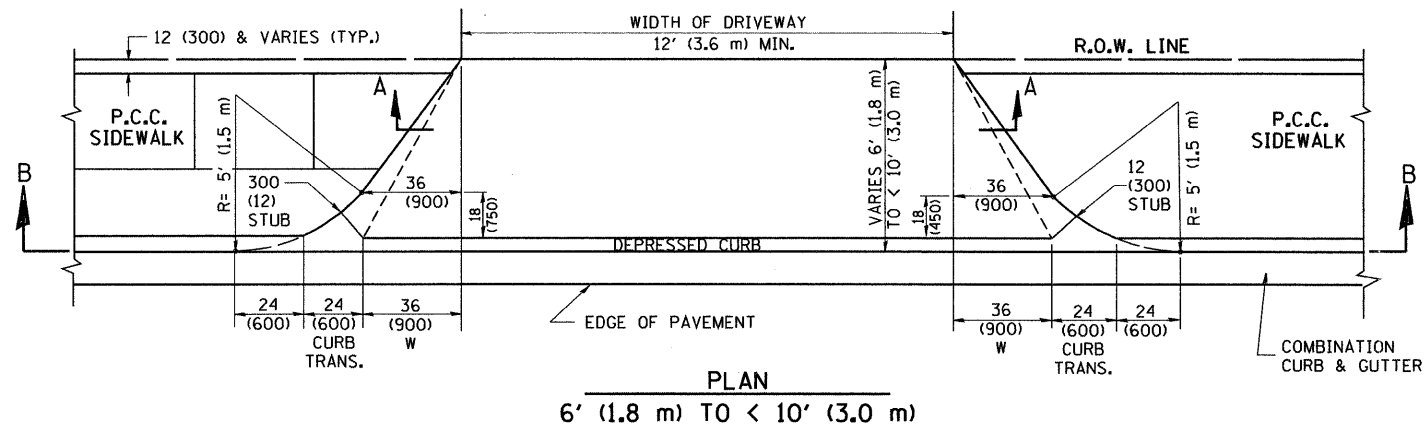 WIDTH OF DRIVEWAY
12' (3.6 m) MIN.
12 (300) & VARIES (TYP.)
R.O.W. LINE
A
A
P.C.C.
SIDEWALK
P.C.C.
SIDEWALK
B
B
R= 5' (1.5 m)
300
(12)
STUB
36
(900)
18
(750)
VARIES 6' (1.8 m)
TO < 10' (3.0 m)
36
(900)
18
(450)
12
(300)
STUB
R= 5' (1.5 m)
DEPRESSED CURB
24
(600)
24
(600)
CURB
TRANS.
36
(900)
W
EDGE OF PAVEMENT
36
(900)
W
24
(600)
CURB
TRANS.
24
(600)
COMBINATION
CURB & GUTTER
PLAN
6' (1.8 m) TO < 10' (3.0 m)